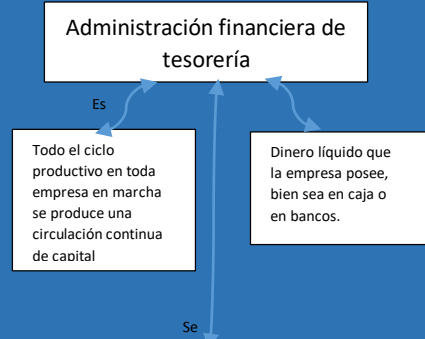 Administración financiera de
tesorería
Es
Todo el ciclo
productivo en toda
empresa en marcha
se produce una
circulación continua
de capital
Dinero líquido que
la empresa posee,
bien sea en caja o
en bancos.
Se